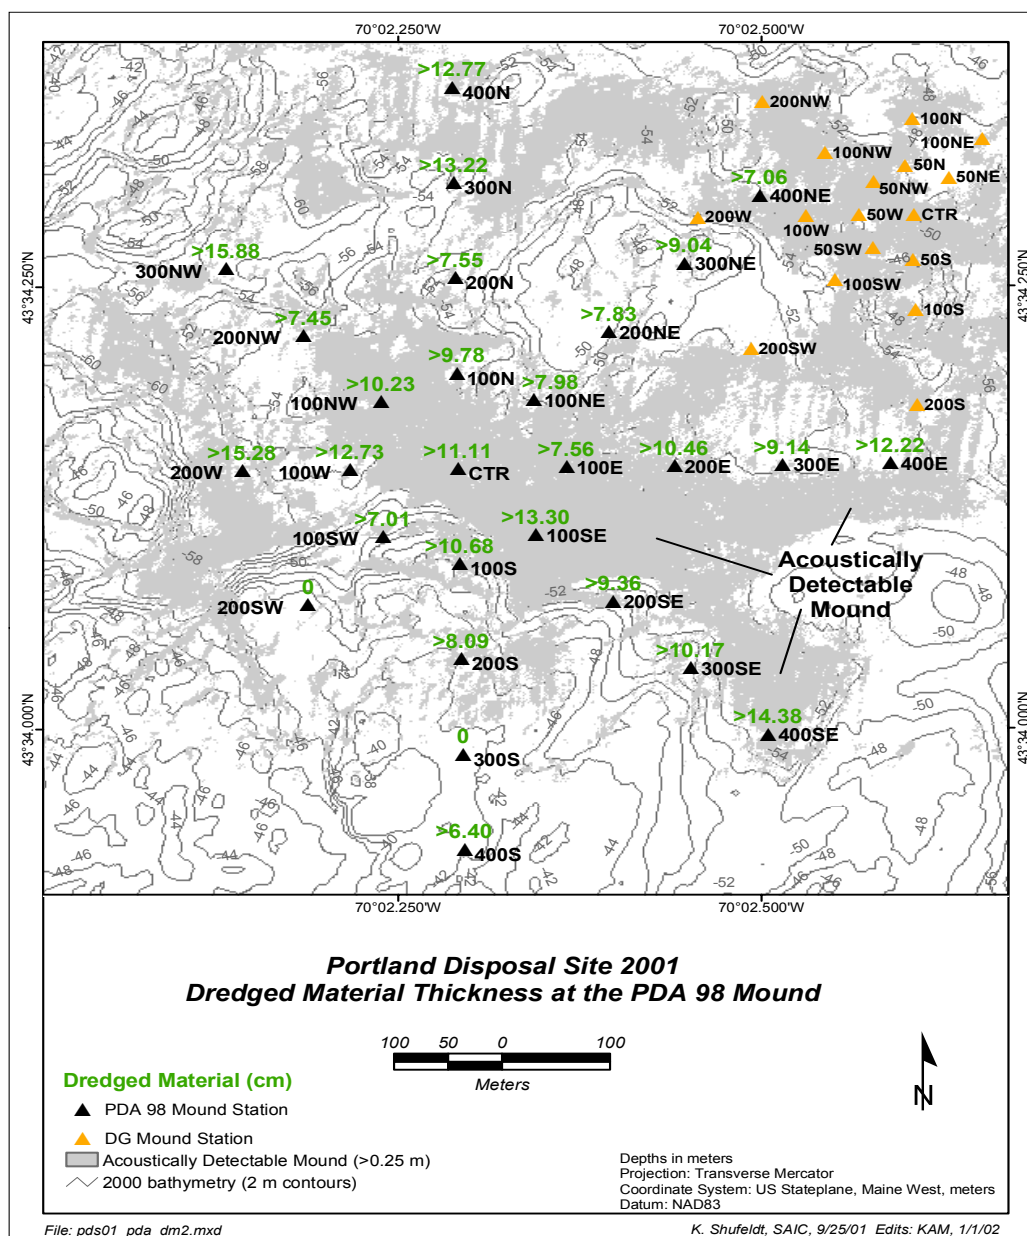 70°02.250'W 70°02.500'W
>12.77
400N
200NW
100N
100NE
100NW
50N
50NE
50NW
>13.22
300N
>7.06
400NE
200W
100W
50W
CTR
50SW
50S
>15.88
300NW
>7.55
200N
>9.04
300NE
100SW
100S
43°34.250'N
43°34.250'N
>7.45
200NW
>7.83
200NE
200SW
>9.78
100N
>10.23
100NW
>7.98
100NE
200S
>15.28
200W
>12.73
100W
>11.11
CTR
>7.56
100E
>10.46
200E
>9.14
300E
>12.22
400E
>7.01
100SW
>13.30
100SE
>10.68
100S
Acoustically
Detectable
Mound
0
200SW
>9.36
200SE
>8.09
200S
>10.17
300SE
43°34.000'N
43°34.000'N
0
300S
>14.38
400SE
>6.40
400S
70°02.250'W 70°02.500'W
Portland Disposal Site 2001
Dredged Material Thickness at the PDA 98 Mound
100 50 0 100
Meters
N
Dredged Material (cm)
PDA 98 Mound Station
DG Mound Station
Acoustically Detectable Mound (>0.25 m)
2000 bathymetry (2 m contours)
Depths in meters
Projection: Transverse Mercator
Coordinate System: US Stateplane, Maine West, meters
Datum: NAD83
File: pds01_pda_dm2.mxd
K. Shufeldt, SAIC, 9/25/01 Edits: KAM, 1/1/02